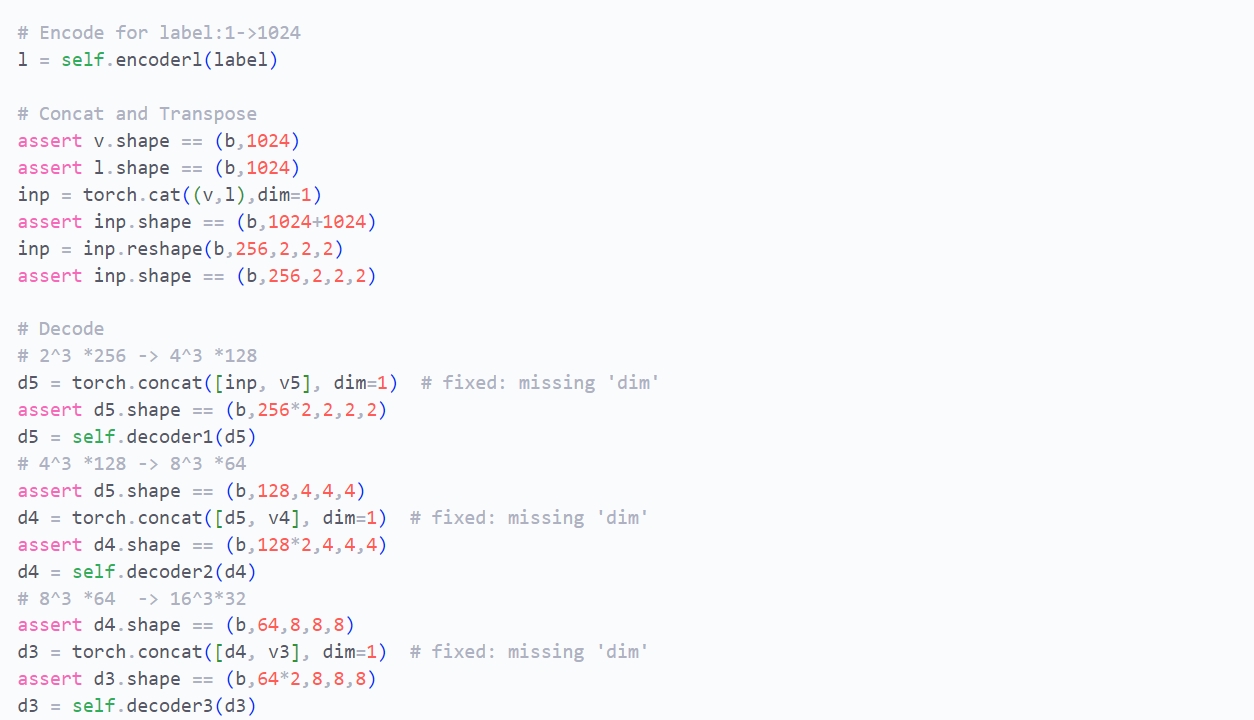 # Encode for label:1->1024
l = self.encoderl(label)
# Concat and Transpose
assert v.shape == (b,1024)
assert l.shape == (b,1024)
inp = torch.cat((v,l),dim=1)
assert inp.shape == (b,1024+1024)
inp = inp.reshape(b,256,2,2,2)
assert inp.shape == (b,256,2,2,2)
# Decode
# 2^3 *256 -> 4^3 *128
d5 = torch.concat([inp, v5], dim=1)  # fixed: missing 'dim'
assert d5.shape == (b,256*2,2,2,2)
d5 = self.decoder1(d5)
# 4^3 *128 -> 8^3 *64
assert d5.shape == (b,128,4,4,4)
d4 = torch.concat([d5, v4], dim=1)  # fixed: missing 'dim'
assert d4.shape == (b,128*2,4,4,4)
d4 = self.decoder2(d4)
# 8^3 *64  -> 16^3*32
assert d4.shape == (b,64,8,8,8)
d3 = torch.concat([d4, v3], dim=1)  # fixed: missing 'dim'
assert d3.shape == (b,64*2,8,8,8)
d3 = self.decoder3(d3)